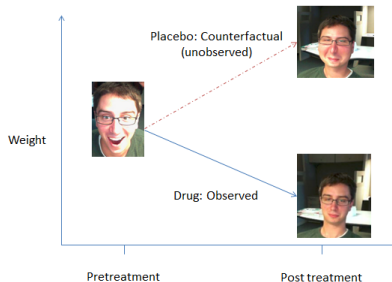 Placebo: Counterfactual
(unobserved)
Weight
Drug: Observed
Pretreatment
Post treatment